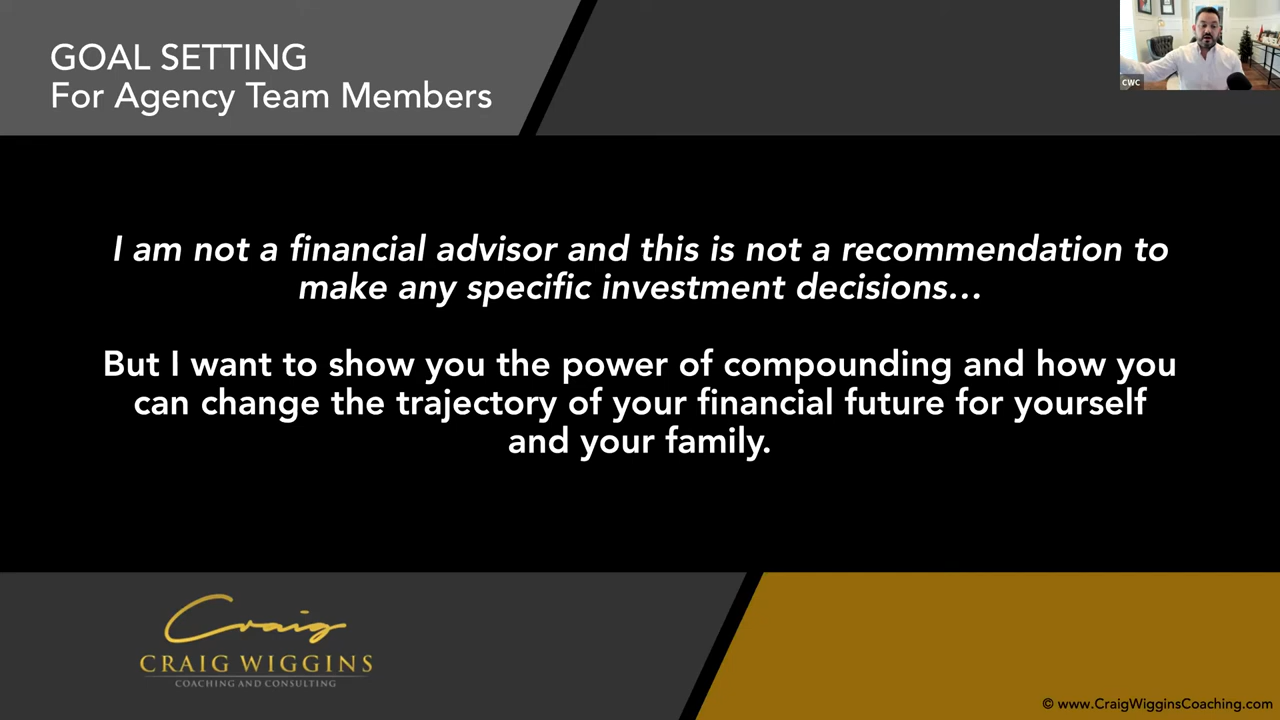 GOAL SETTING
For Agency Team Members
CWC
I am not a financial advisor and this is not a recommendation to
make any specific investment decisions…
But I want to show you the power of compounding and how you
can change the trajectory of your financial future for yourself
and your family.
Craig
CRAIG WIGGINS
COACHING AND CONSULTING
© www.CraigWigginsCoaching.com